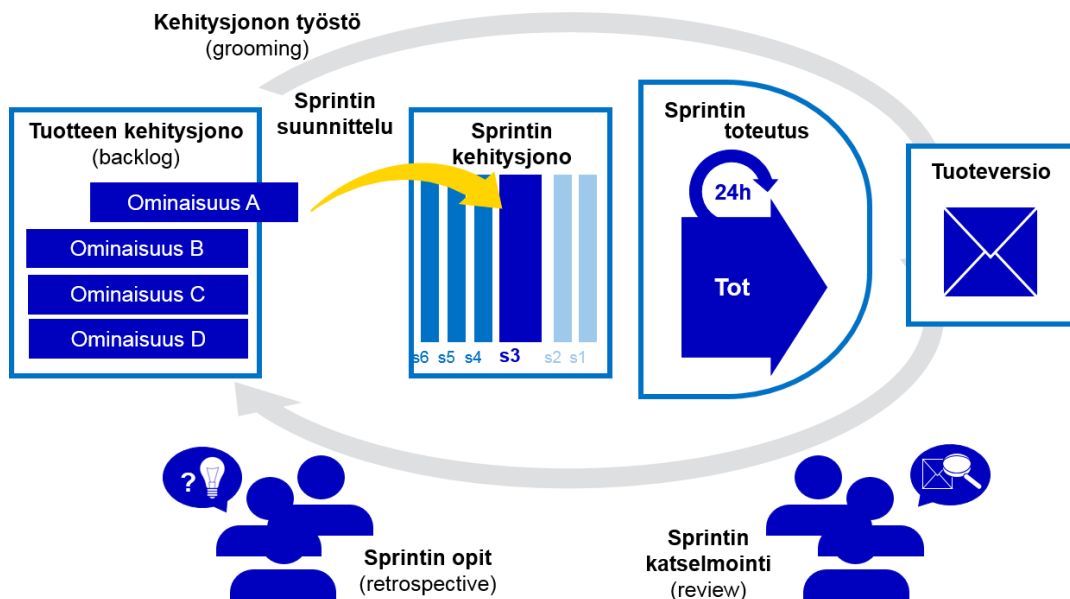 Kehitysjonon työstö
(grooming)
Tuotteen kehitysjono
(backlog)
Ominaisuus A
Ominaisuus B
Ominaisuus C
Ominaisuus D
Sprintin
suunnittelu
Sprintin
kehitysjono
s6 s5 s4 s3 s2 s1
Sprintin
toteutus
24h
Tot
Tuoteversio
?
Sprintin opit
(retrospective)
Sprintin
katselmointi
(review)